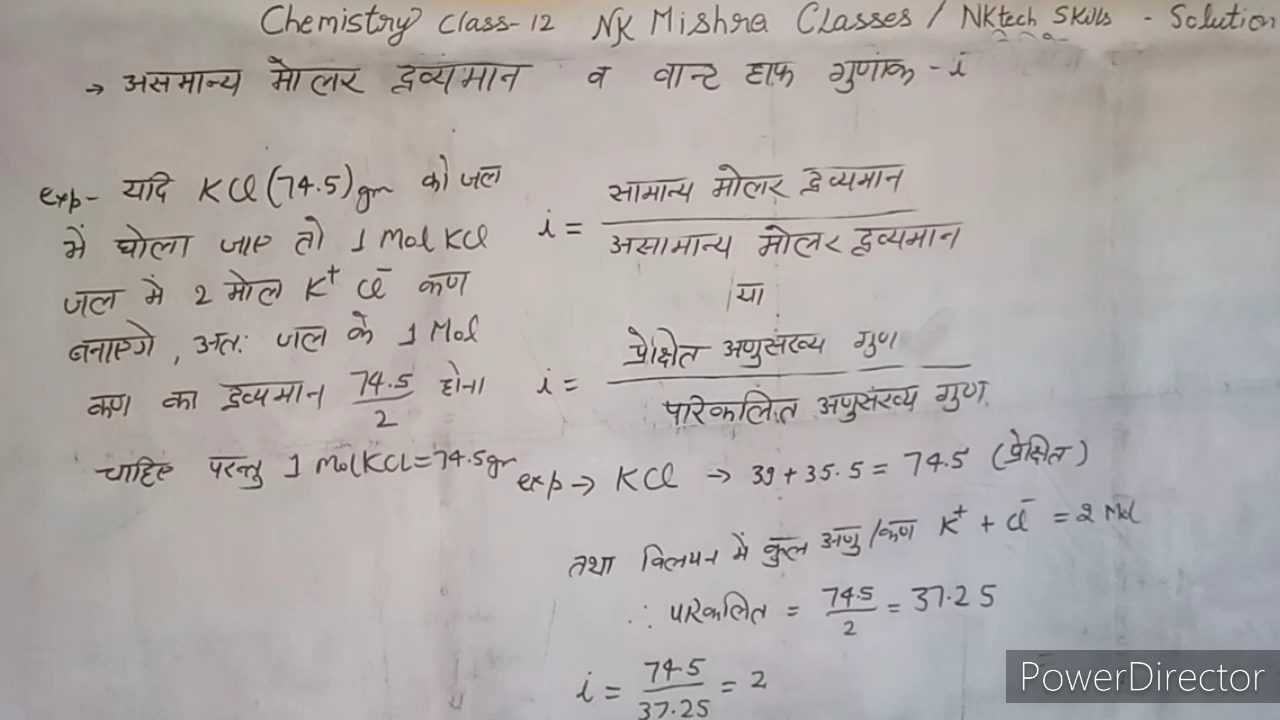 Chemistry Class-12 NK Mishra Classes / NKtech Skills - Solution
→ असमान्य मोलर द्रव्यमान व वान्ट हाफ गुणांक - i
exp- यदि KCl (74.5) gm को जल
में घोला जाए तो 1 Mol KCl
जल में 2 मोल K⁺ Cl⁻ कण
बनाएगे, अतः जल के 1 Mol
कण का द्रव्यमान 74.5/2 होना
चाहिए परन्तु 1 Mol KCl = 74.5 gm
i = सामान्य मोलर द्रव्यमान / असामान्य मोलर द्रव्यमान
या
i = प्रेक्षित अणुसंख्य गुण / परिकलित अणुसंख्य गुण
exp → KCl → 39 + 35.5 = 74.5 (प्रेक्षित)
तथा विलयन में कुल अणु / कण K⁺ + Cl⁻ = 2 Mol
∴ परिकलित = 74.5/2 = 37.25
i = 74.5/37.25 = 2
PowerDirector